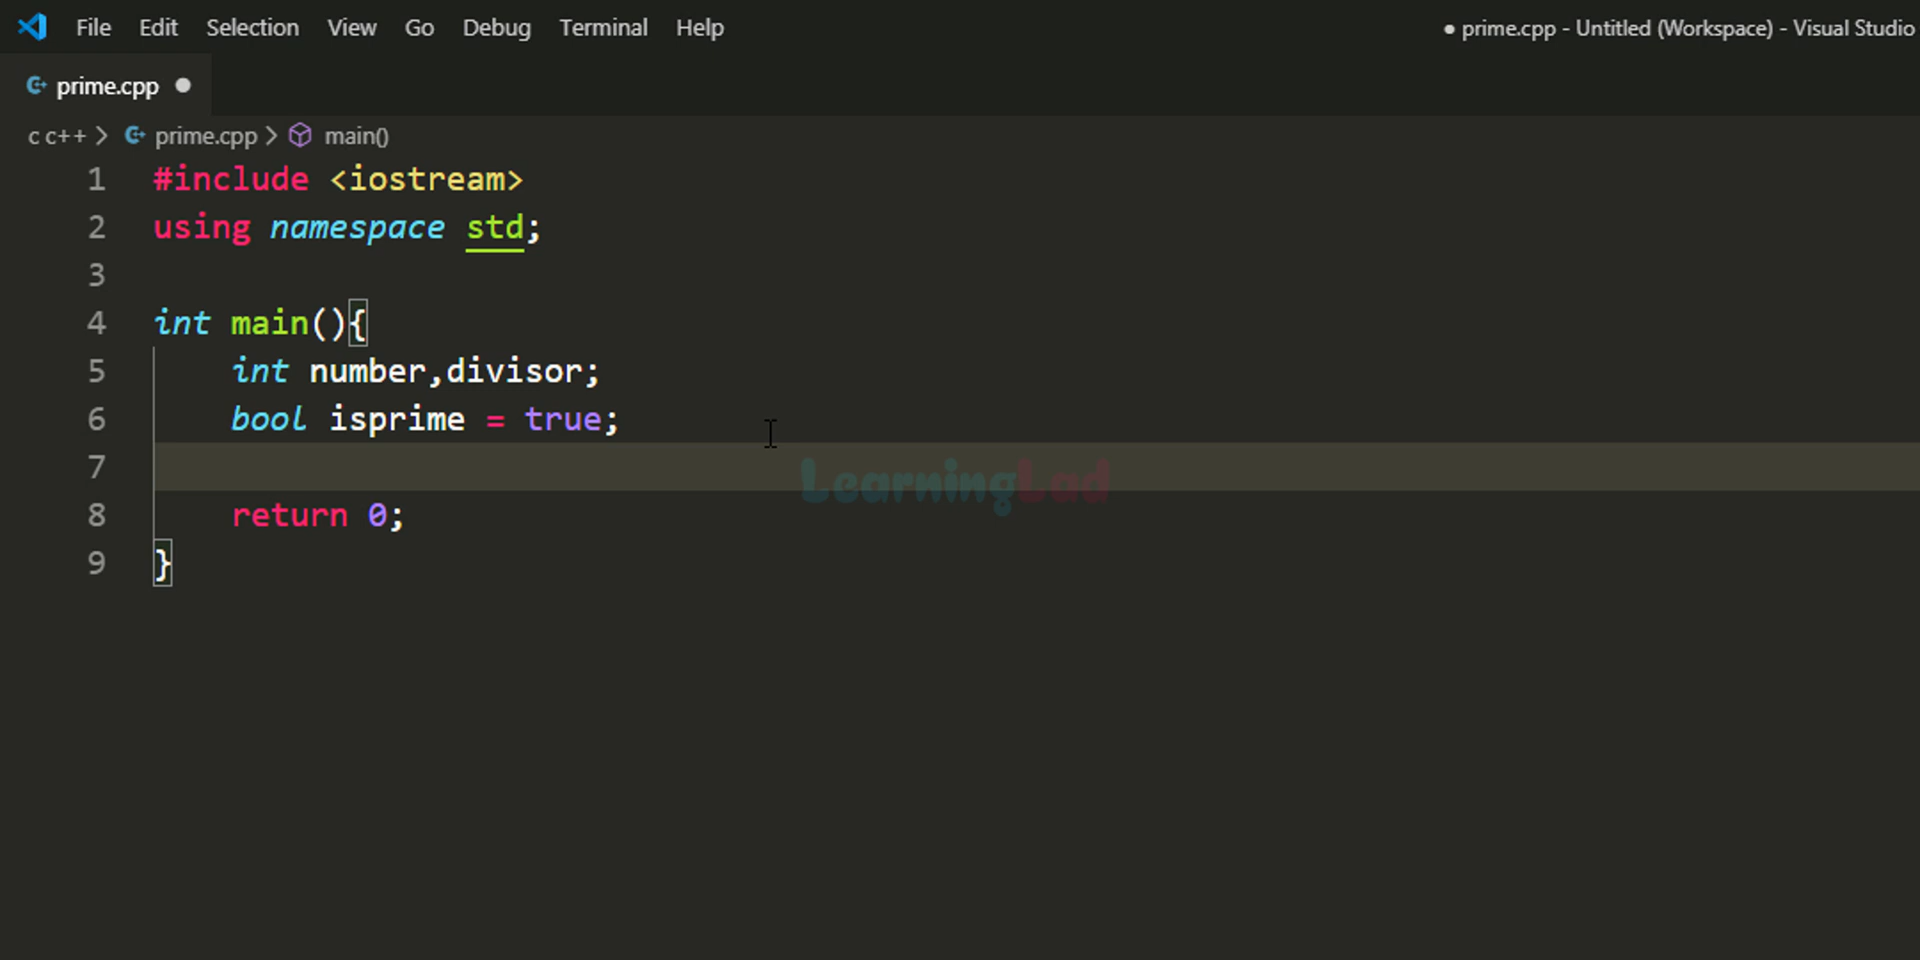 File Edit Selection View Go Debug Terminal Help ● prime.cpp - Untitled (Workspace) - Visual Studio
prime.cpp ●
c c++ > prime.cpp > main()
1 #include <iostream>
2 using namespace std;
3
4 int main(){
5 int number,divisor;
6 bool isprime = true;
7
LearningLad
8 return 0;
9 }